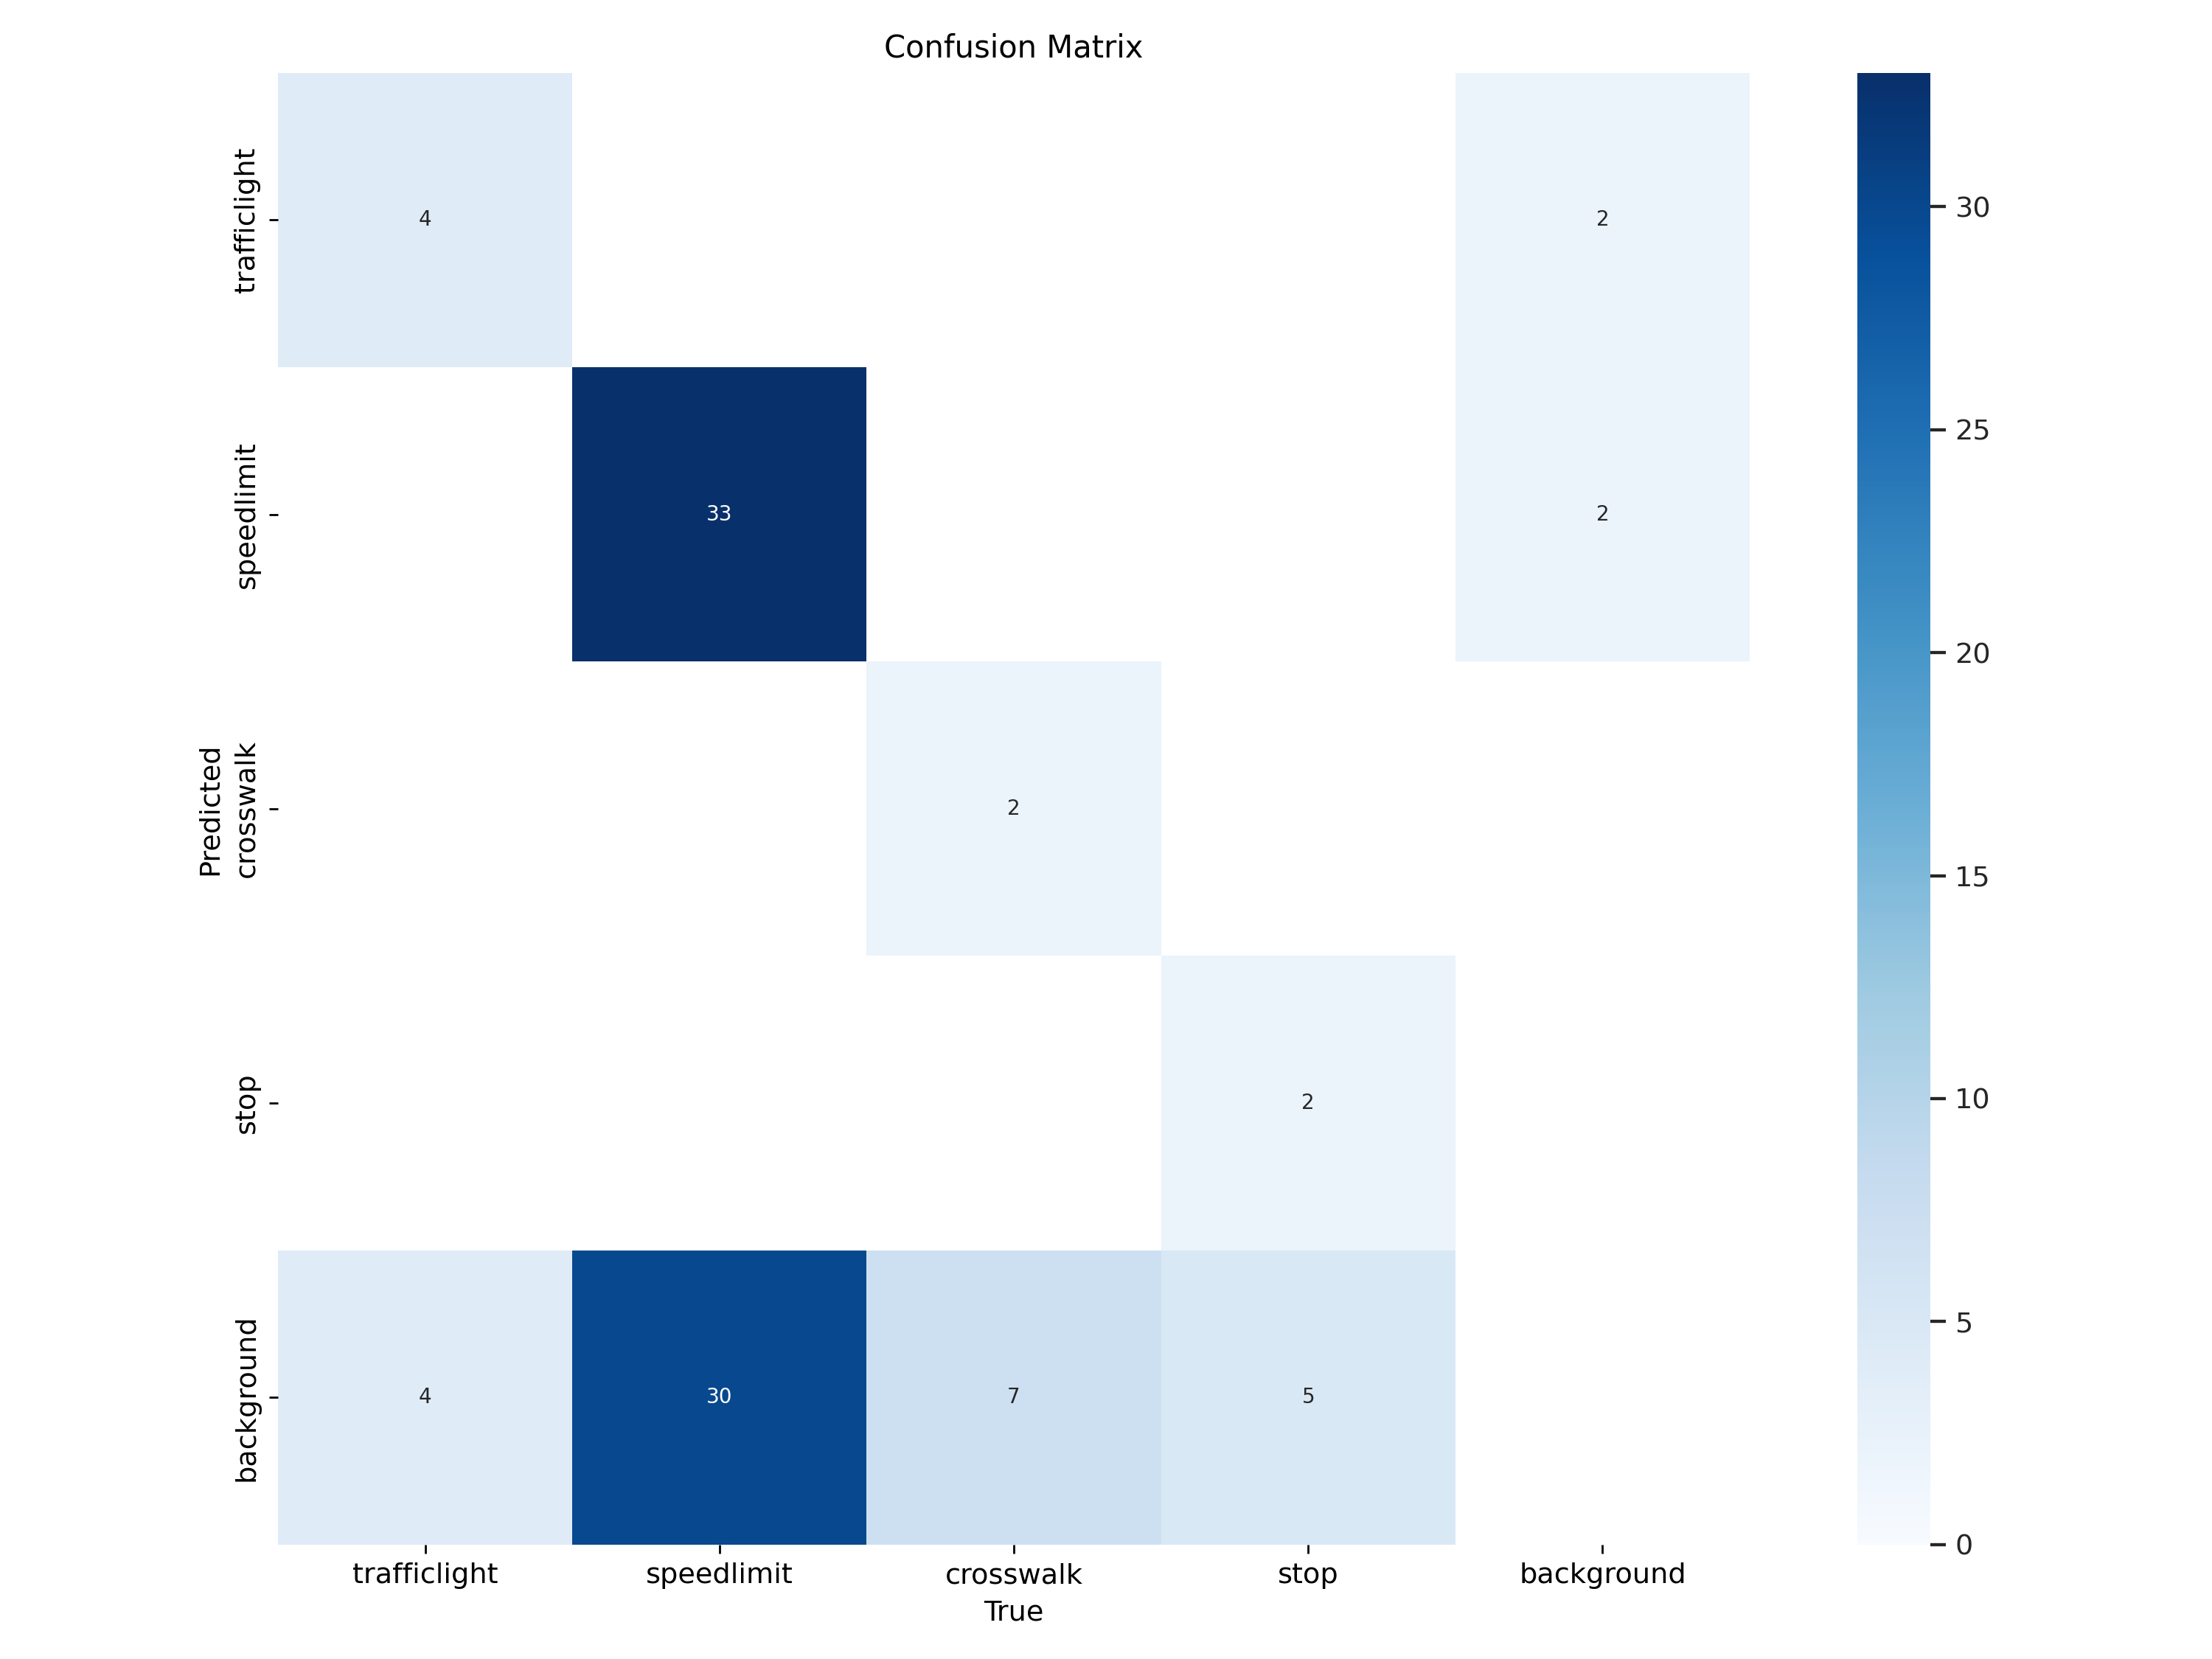 Confusion Matrix
trafficlight
4
2
speedlimit
33
2
Predicted
crosswalk
2
stop
2
background
4
30
7
5
trafficlight
speedlimit
crosswalk
stop
background
True
30
25
20
15
10
5
0